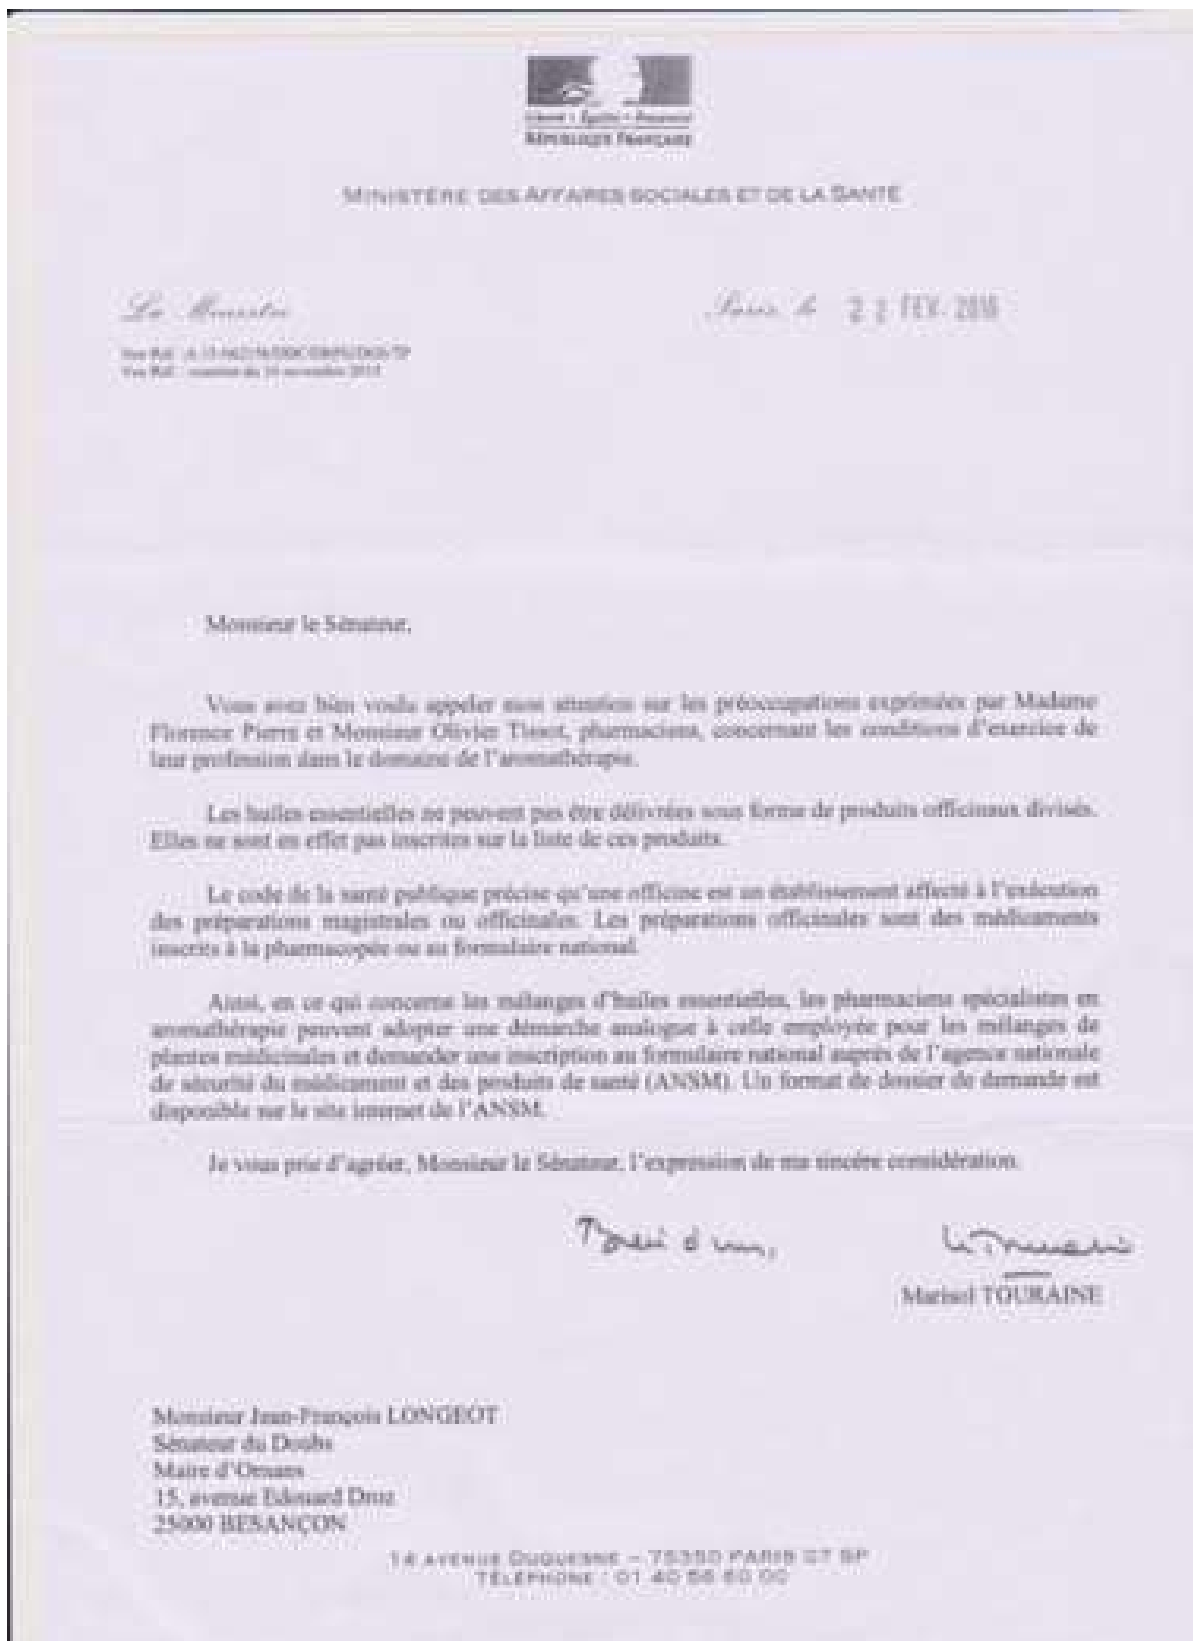 Liberté • Égalité • Fraternité
RÉPUBLIQUE FRANÇAISE
MINISTÈRE DES AFFAIRES SOCIALES ET DE LA SANTÉ
La Ministre
Paris, le 22 FEV. 2016
Monsieur le Sénateur,
Vous avez bien voulu appeler mon attention sur les préoccupations exprimées par Madame
Florence Pierre et Monsieur Olivier Tissot, pharmaciens, concernant les conditions d'exercice de
leur profession dans le domaine de l'aromathérapie.
Les huiles essentielles ne peuvent pas être délivrées sous forme de produits officinaux divisés.
Elles ne sont en effet pas inscrites sur la liste de ces produits.
Le code de la santé publique précise qu'une officine est un établissement affecté à l'exécution
des préparations magistrales ou officinales. Les préparations officinales sont des médicaments
inscrits à la pharmacopée ou au formulaire national.
Ainsi, en ce qui concerne les mélanges d'huiles essentielles, les pharmaciens spécialistes en
aromathérapie peuvent adopter une démarche analogue à celle employée pour les mélanges de
plantes médicinales et demander une inscription au formulaire national auprès de l'agence nationale
de sécurité du médicament et des produits de santé (ANSM). Un format de dossier de demande est
disponible sur le site internet de l'ANSM.
Je vous prie d'agréer, Monsieur le Sénateur, l'expression de ma sincère considération.
Marisol TOURAINE
Monsieur Jean-François LONGEOT
Sénateur du Doubs
Maire d'Ornans
15, avenue Edouard Droz
25000 BESANÇON
14 AVENUE DUQUESNE – 75350 PARIS 07 SP
TÉLÉPHONE : 01 40 56 60 00